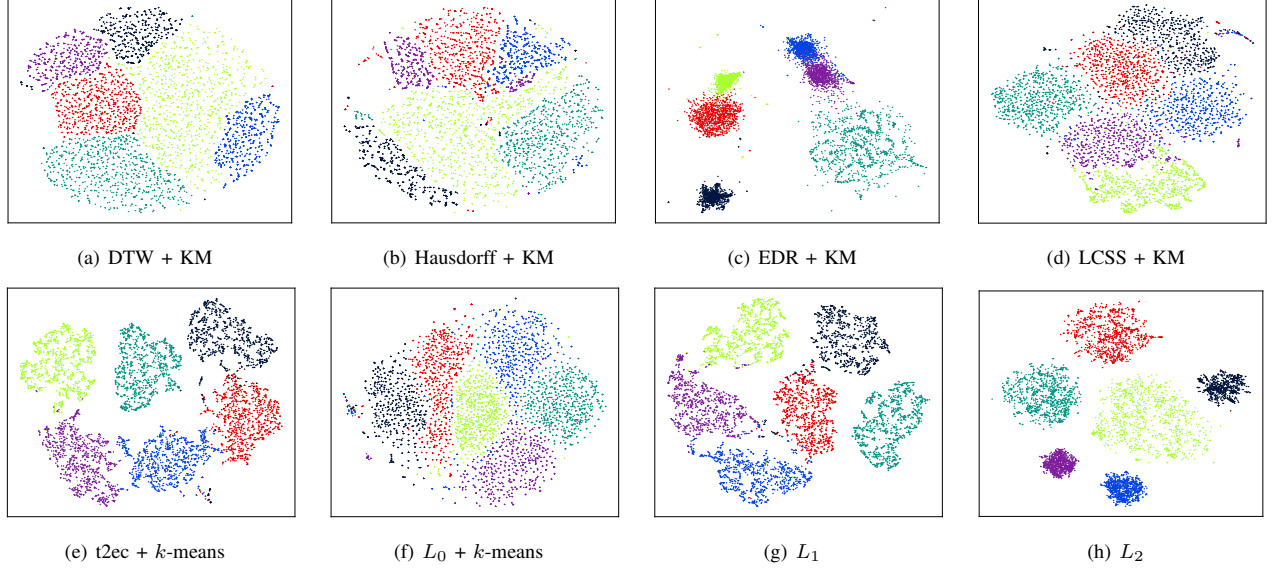 (a) DTW + KM
(b) Hausdorff + KM
(c) EDR + KM
(d) LCSS + KM
(e) t2ec + k-means
(f) L₀ + k-means
(g) L₁
(h) L₂